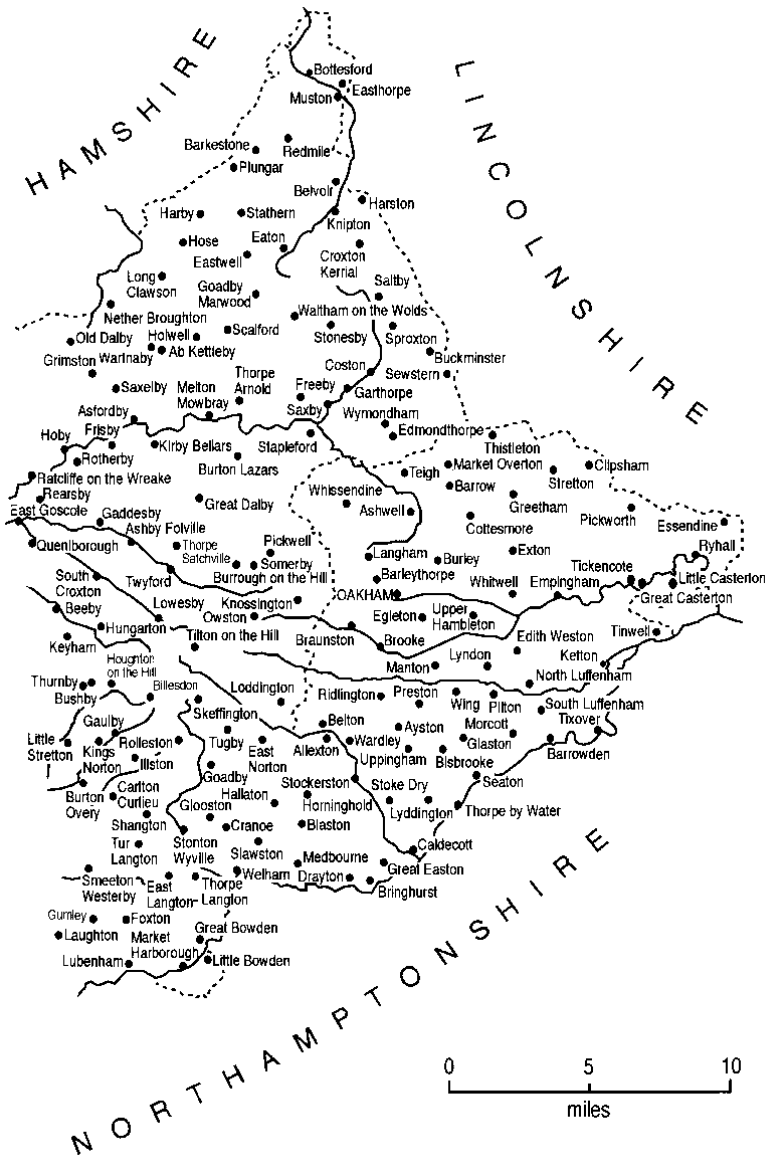 HAMSHIRE
LINCOLNSHIRE
Bottesford
Easthorpe
Muston
Barkestone
Redmile
Plungar
Belvoir
Harston
Harby
Stathern
Knipton
Hose
Eaton
Eastwell
Croxton
Kerrial
Long
Clawson
Goadby
Marwood
Saltby
Nether Broughton
Waltham on the Wolds
Old Dalby
Holwell
Scalford
Stonesby
Sproxton
Wartnaby
Ab Kettleby
Buckminster
Grimston
Coston
Sewstern
Saxelby
Melton
Mowbray
Thorpe
Arnold
Freeby
Garthorpe
Saxby
Wymondham
Asfordby
Edmondthorpe
Frisby
Hoby
Kirby Bellars
Stapleford
Thistleton
Rotherby
Burton Lazars
Teigh
Market Overton
Clipsham
Stretton
Ratcliffe on the Wreake
Whissendine
Barrow
Rearsby
Great Dalby
Greetham
East Goscole
Gaddesby
Ashwell
Cottesmore
Pickworth
Essendine
Ashby Folville
Queniborough
Thorpe
Satchville
Pickwell
Langham
Burley
Exton
Ryhall
Somerby
South
Croxton
Twyford
Burrough on the Hill
Barleythorpe
Tickencote
Whitwell
Empingham
Little Casterton
Beeby
Lowesby
Knossington
OAKHAM
Great Casterton
Owston
Egleton
Upper
Hambleton
Hungarton
Tilton on the Hill
Braunston
Brooke
Edith Weston
Tinwell
Keyham
Houghton
on the Hill
Manton
Lyndon
Ketton
Thurnby
Billesdon
Loddington
North Luffenham
Bushby
Ridlington
Preston
Wing
Pilton
Skeffington
South Luffenham
Gaulby
Belton
Ayston
Morcott
Tixover
Little
Stretton
Kings
Norton
Rolleston
Tugby
East
Norton
Allexton
Wardley
Glaston
Barrowden
Illston
Uppingham
Bisbrooke
Goadby
Stockerston
Stoke Dry
Seaton
Burton
Overy
Carlton
Curlieu
Hallaton
Horninghold
Lyddington
Thorpe by Water
Glooston
Shangton
Cranoe
Blaston
Tur
Langton
Stonton
Wyville
Slawston
Caldecott
Medbourne
Great Easton
Smeeton
Westerby
East
Langton
Thorpe
Langton
Welham
Drayton
Bringhurst
Gumley
Foxton
Laughton
Market
Harborough
Great Bowden
Lubenham
Little Bowden
NORTHAMPTONSHIRE
0 5 10
miles